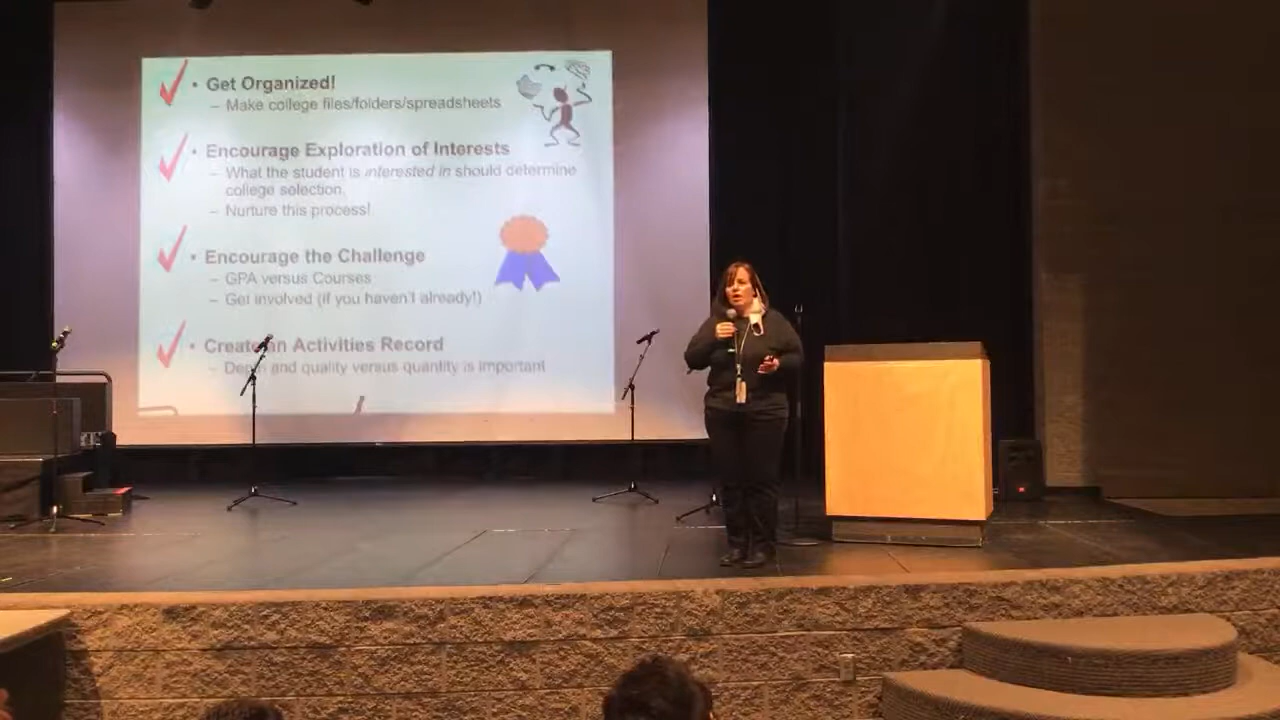 • Get Organized!
– Make college files/folders/spreadsheets
• Encourage Exploration of Interests
– What the student is interested in should determine
college selection.
– Nurture this process!
• Encourage the Challenge
– GPA versus Courses
– Get involved (if you haven't already!)
• Create an Activities Record
– Depth and quality versus quantity is important